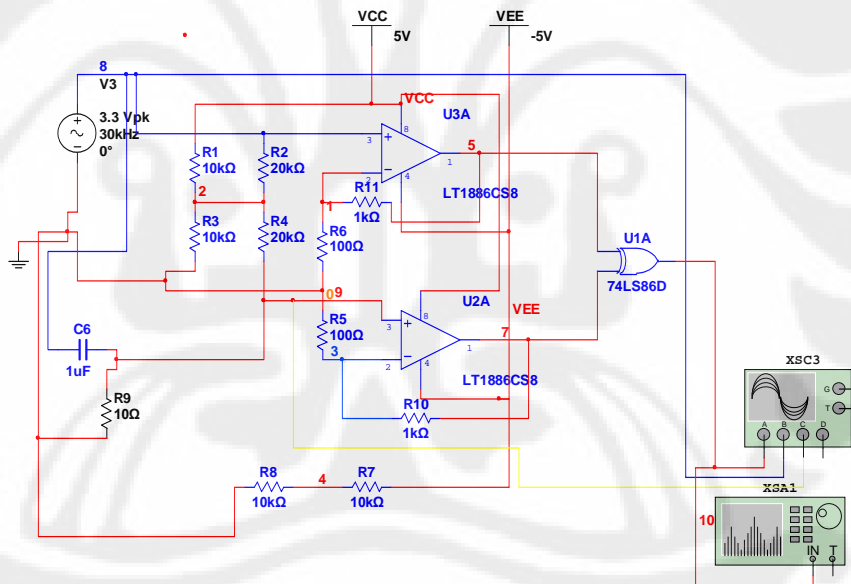 VCC
5V
VEE
-5V
8
V3
3.3 Vpk
30kHz
0°
VCC
U3A
8
3
2
4
1
5
LT1886CS8
R1
10kΩ
R2
20kΩ
2
R3
10kΩ
R4
20kΩ
R11
1kΩ
1
R6
100Ω
U1A
74LS86D
0
9
U2A
VEE
8
3
2
4
1
7
LT1886CS8
R5
100Ω
3
R10
1kΩ
C6
1uF
R9
10Ω
R8
10kΩ
4
R7
10kΩ
XSC3
G
T
A
B
C
D
XSA1
10
IN
T